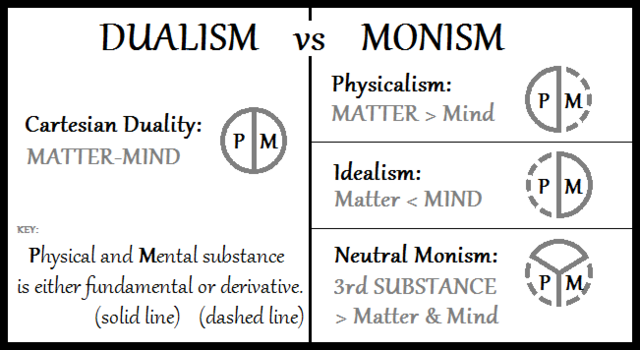 DUALISM vs MONISM
Cartesian Duality:
MATTER-MIND
P M
KEY:
Physical and Mental substance
is either fundamental or derivative.
(solid line) (dashed line)
Physicalism:
MATTER > Mind
P M
Idealism:
Matter < MIND
P M
Neutral Monism:
3rd SUBSTANCE
> Matter & Mind
P M